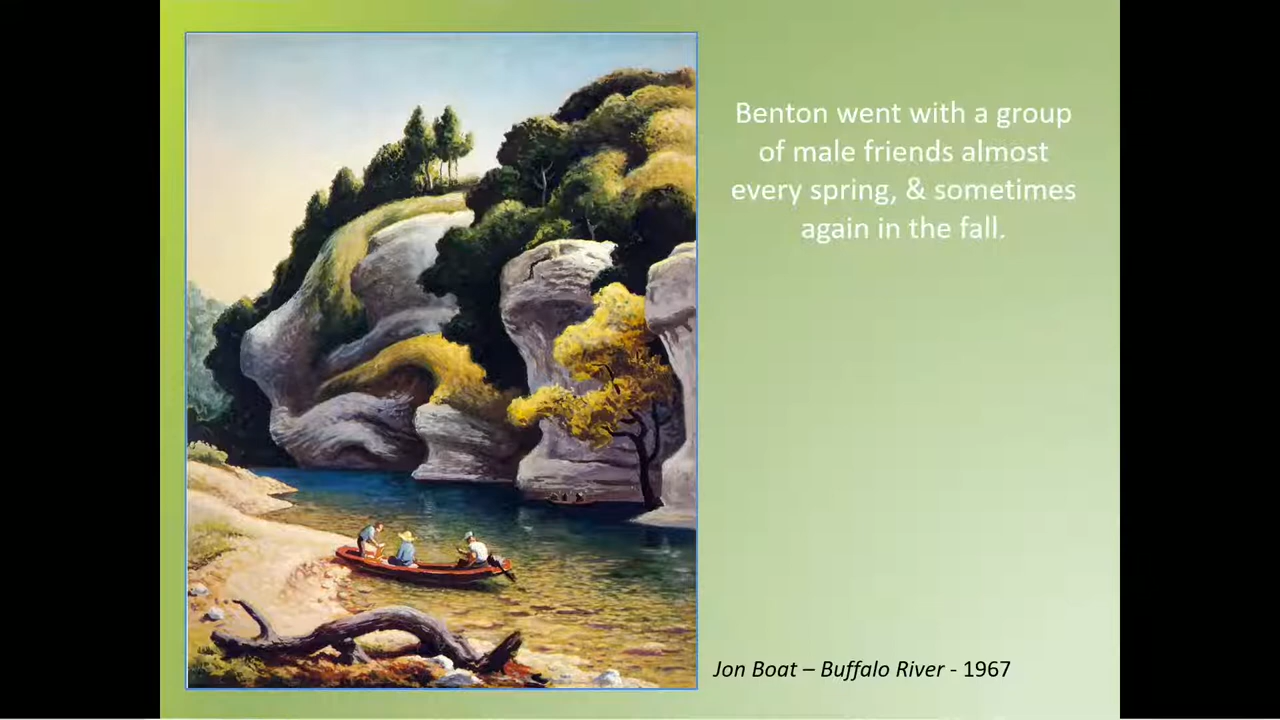 Benton went with a group
of male friends almost
every spring, & sometimes
again in the fall.
Jon Boat – Buffalo River - 1967